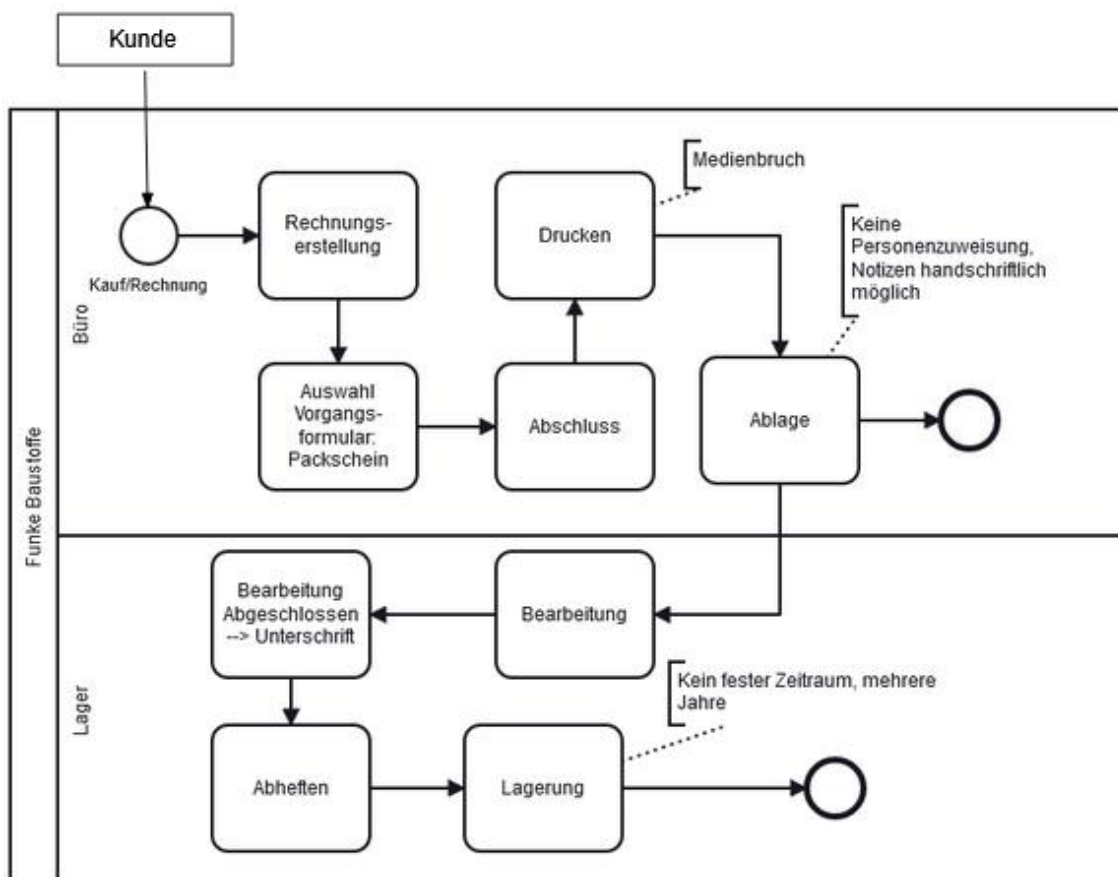 Kunde
Funke Baustoffe
Büro
Kauf/Rechnung
Rechnungs-
erstellung
Auswahl
Vorgangs-
formular:
Packschein
Abschluss
Drucken
Medienbruch
Keine
Personenzuweisung,
Notizen handschriftlich
möglich
Ablage
Lager
Bearbeitung
Bearbeitung
Abgeschlossen
--> Unterschrift
Abheften
Lagerung
Kein fester Zeitraum, mehrere
Jahre